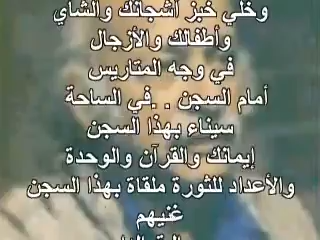 وخلي خبز أشجانك والشاي
وأطفالك والأزجال
في وجه المتاريس
أمام السجن . .في الساحة
سيناء بهذا السجن
إيمانك والقرآن والوحدة
والأعداد للثورة ملقاة بهذا السجن
غنيهم